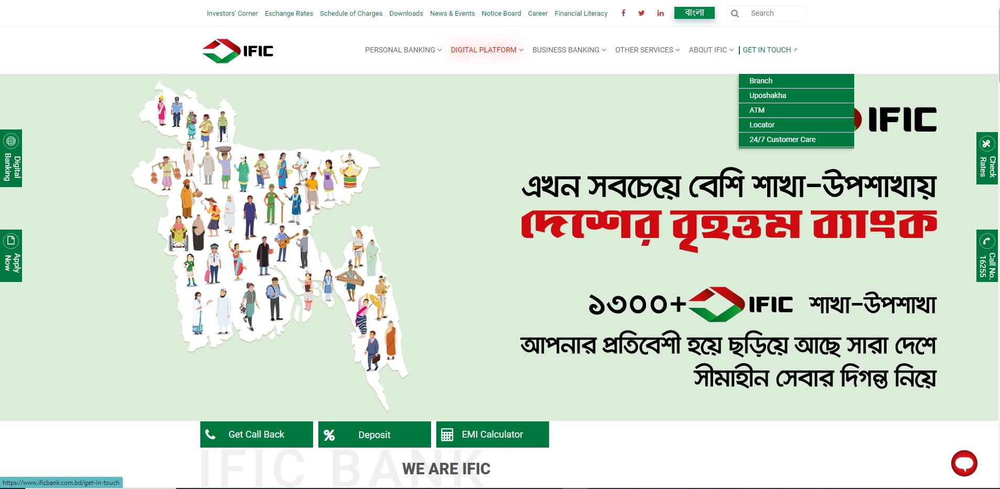 Investors' Corner Exchange Rates Schedule of Charges Downloads News & Events Notice Board Career Financial Literacy বাংলা Search
IFIC
PERSONAL BANKING DIGITAL PLATFORM BUSINESS BANKING OTHER SERVICES ABOUT IFIC GET IN TOUCH
Branch
Uposhakha
ATM
Locator
24/7 Customer Care
IFIC
Digital
Banking
Check
Rates
এখন সবচেয়ে বেশি শাখা-উপশাখায়
দেশের বৃহত্তম ব্যাংক
Apply
Now
Call No.
16255
১৩০০+ IFIC শাখা-উপশাখা
আপনার প্রতিবেশী হয়ে ছড়িয়ে আছে সারা দেশে
সীমাহীন সেবার দিগন্ত নিয়ে
Get Call Back
Deposit
EMI Calculator
IFIC BANK
WE ARE IFIC
https://www.ificbank.com.bd/get-in-touch